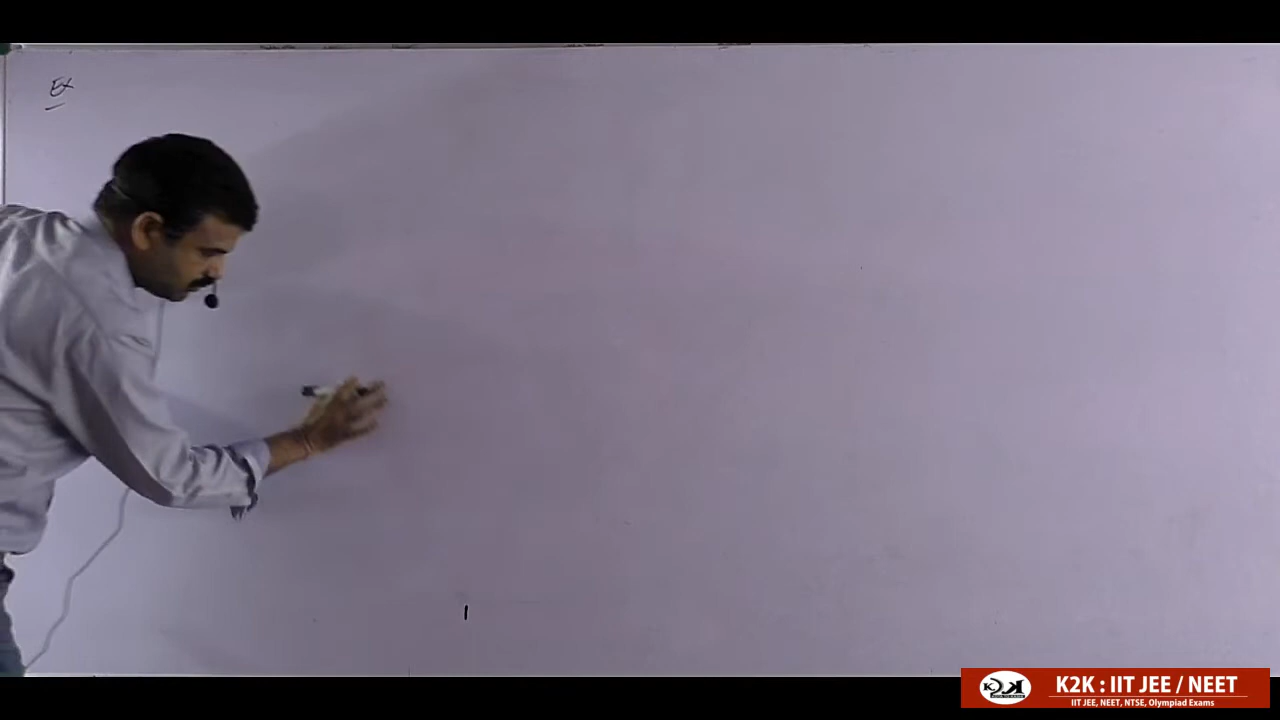 Ex
K2K : IIT JEE / NEET
IIT JEE, NEET, NTSE, Olympiad Exams